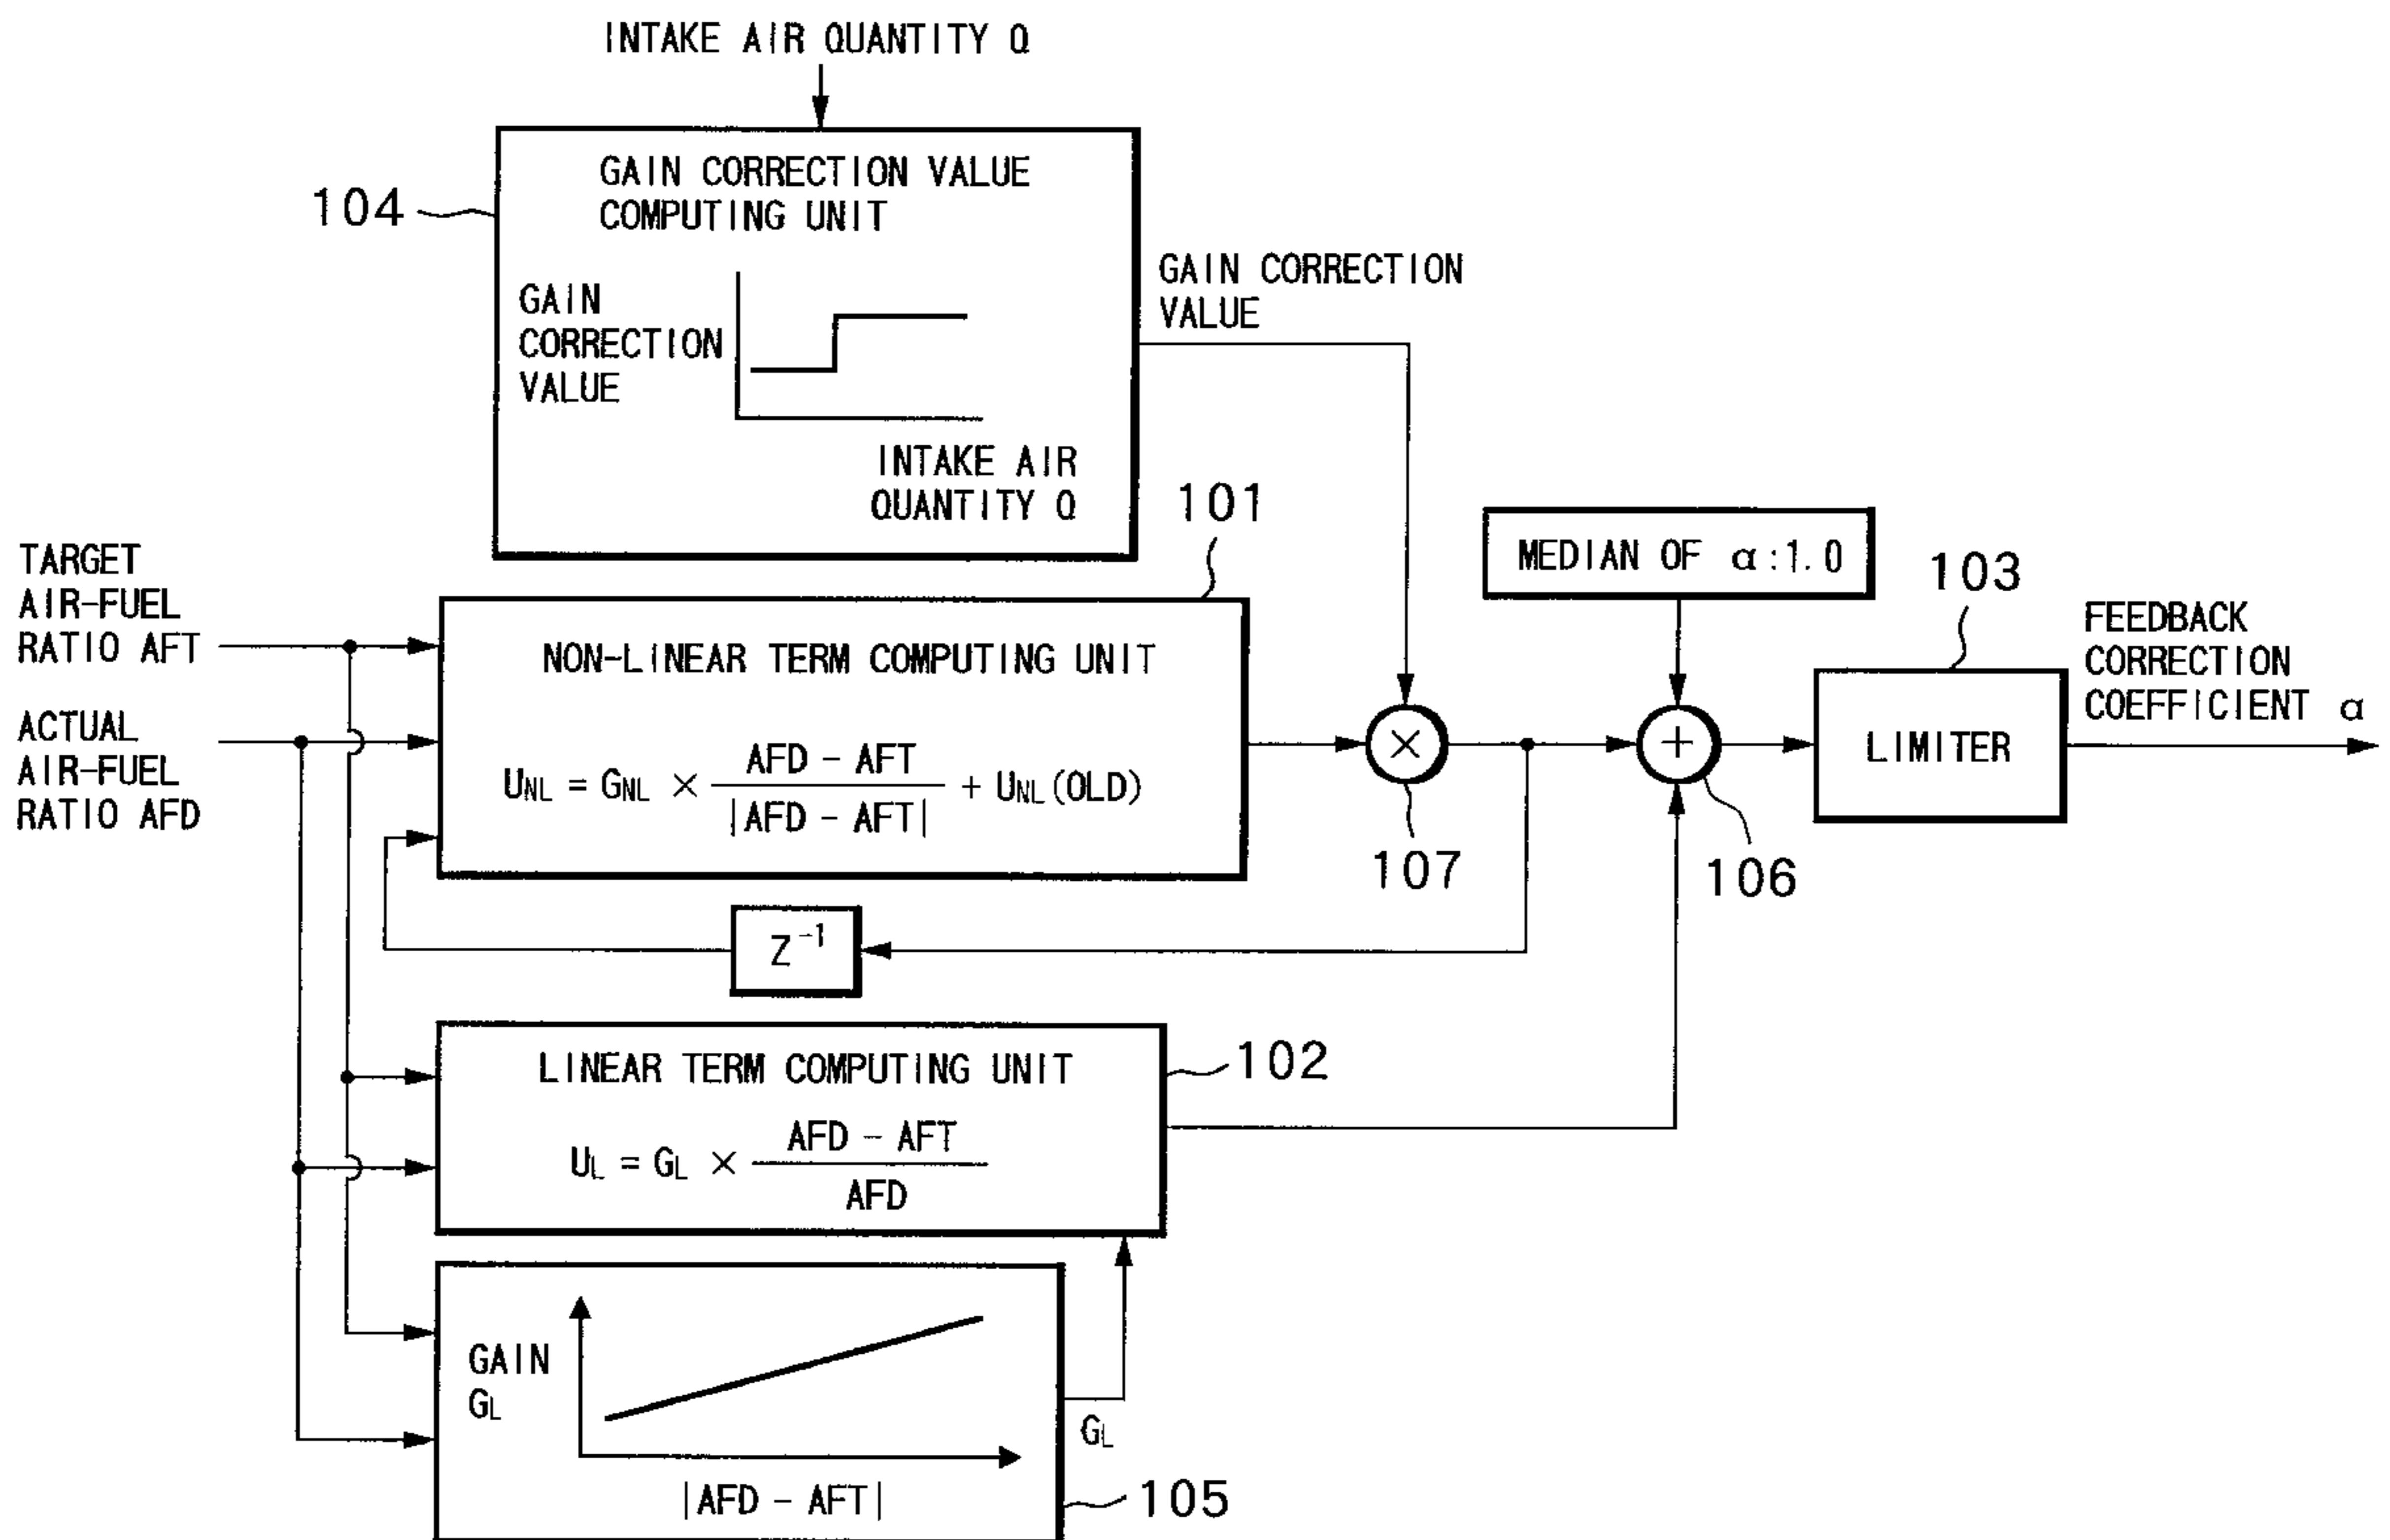 INTAKE AIR QUANTITY Q
104
GAIN CORRECTION VALUE
COMPUTING UNIT
GAIN
CORRECTION
VALUE
INTAKE AIR
QUANTITY Q
GAIN CORRECTION
VALUE
TARGET
AIR-FUEL
RATIO AFT
ACTUAL
AIR-FUEL
RATIO AFD
101
NON-LINEAR TERM COMPUTING UNIT
UNL = GNL × (AFD - AFT) / |AFD - AFT| + UNL (OLD)
×
107
MEDIAN OF α:1.0
+
106
103
LIMITER
FEEDBACK
CORRECTION
COEFFICIENT α
Z⁻¹
LINEAR TERM COMPUTING UNIT
UL = GL × (AFD - AFT) / AFD
102
GAIN
GL
|AFD - AFT|
GL
105